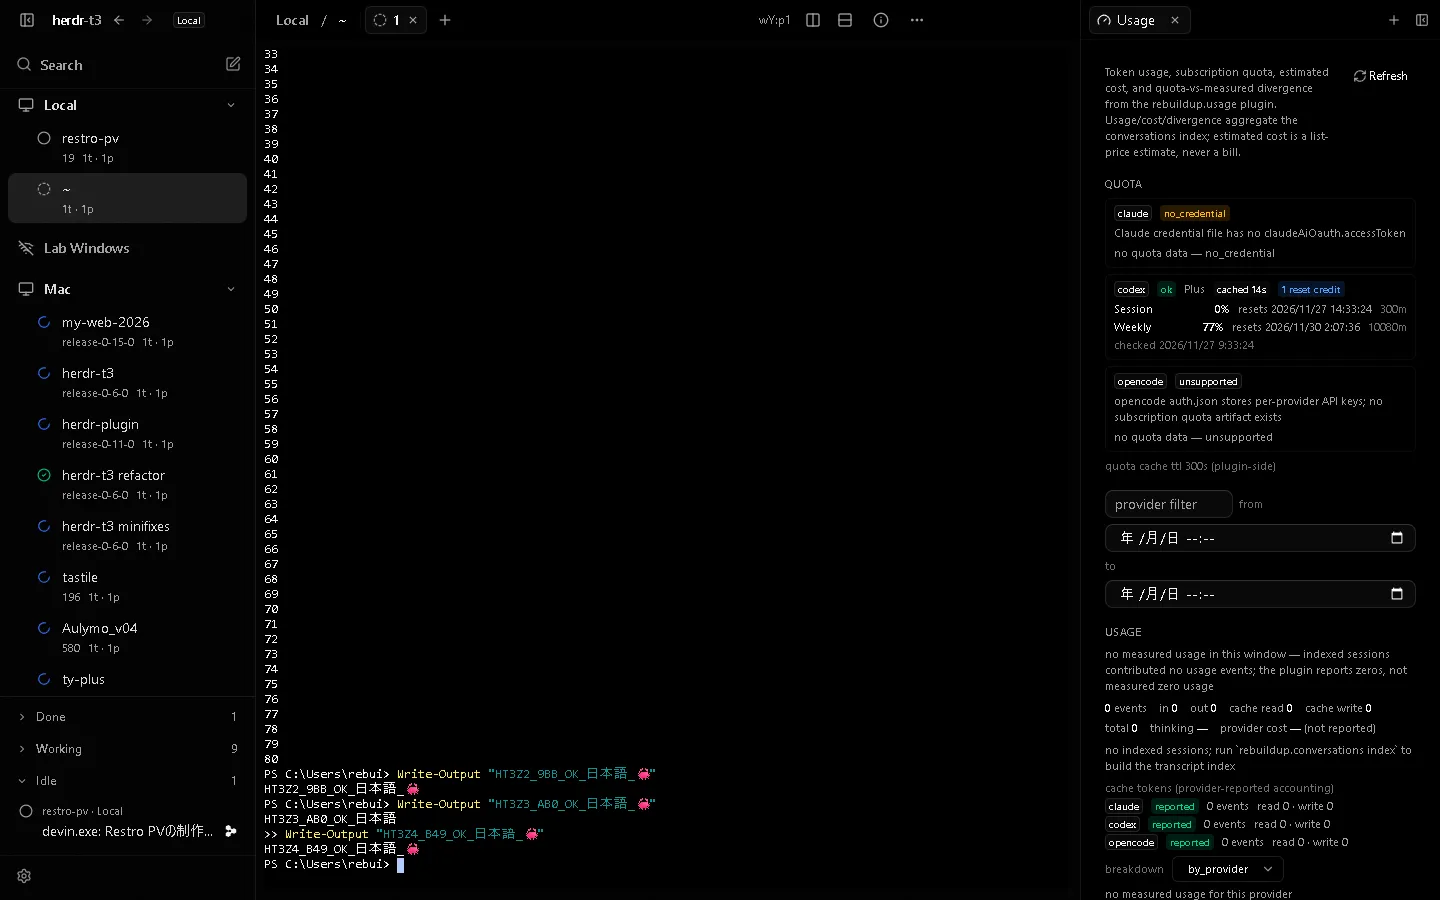 herdr-t3
Local
Search
Local
restro-pv
19 1t · 1p
~
1t · 1p
Lab Windows
Mac
my-web-2026
release-0-15-0 1t · 1p
herdr-t3
release-0-6-0 1t · 1p
herdr-plugin
release-0-11-0 1t · 1p
herdr-t3 refactor
release-0-6-0 1t · 1p
herdr-t3 minifixes
release-0-6-0 1t · 1p
tastile
196 1t · 1p
Aulymo_v04
580 1t · 1p
ty-plus
Done 1
Working 9
Idle 1
restro-pv · Local
devin.exe: Restro PVの制作...
Local / ~
1
wY:p1
33
34
35
36
37
38
39
40
41
42
43
44
45
46
47
48
49
50
51
52
53
54
55
56
57
58
59
60
61
62
63
64
65
66
67
68
69
70
71
72
73
74
75
76
77
78
79
80
PS C:\Users\rebui> Write-Output "HT3Z2_9BB_OK_日本語_🦀"
HT3Z2_9BB_OK_日本語_🦀
PS C:\Users\rebui> Write-Output "HT3Z3_AB0_OK_日本語_🦀"
HT3Z3_AB0_OK_日本語
>> Write-Output "HT3Z4_B49_OK_日本語_🦀"
HT3Z4_B49_OK_日本語_🦀
PS C:\Users\rebui>
Usage
Token usage, subscription quota, estimated
cost, and quota-vs-measured divergence
from the rebuildup.usage plugin.
Usage/cost/divergence aggregate the
conversations index; estimated cost is a list-
price estimate, never a bill.
Refresh
QUOTA
claude no_credential
Claude credential file has no claudeAiOauth.accessToken
no quota data — no_credential
codex ok Plus cached 14s 1 reset credit
Session 0% resets 2026/11/27 14:33:24 300m
Weekly 77% resets 2026/11/30 2:07:36 10080m
checked 2026/11/27 9:33:24
opencode unsupported
opencode auth.json stores per-provider API keys; no
subscription quota artifact exists
no quota data — unsupported
quota cache ttl 300s (plugin-side)
provider filter from
年 /月/日 --:--
to
年 /月/日 --:--
USAGE
no measured usage in this window — indexed sessions
contributed no usage events; the plugin reports zeros, not
measured zero usage
0 events in 0 out 0 cache read 0 cache write 0
total 0 thinking — provider cost — (not reported)
no indexed sessions; run `rebuildup.conversations index` to
build the transcript index
cache tokens (provider-reported accounting)
claude reported 0 events read 0 · write 0
codex reported 0 events read 0 · write 0
opencode reported 0 events read 0 · write 0
breakdown by_provider
no measured usage for this provider